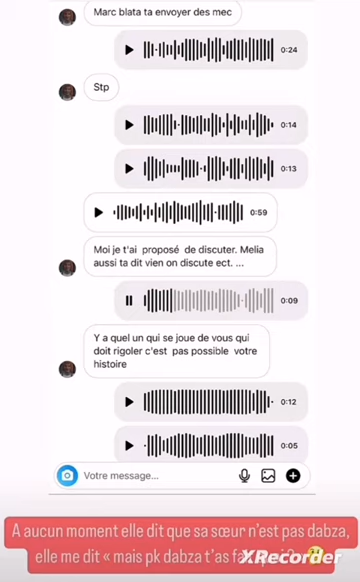 Marc blata ta envoyer des mec
0:24
Stp
0:14
0:13
0:59
Moi je t'ai proposé de discuter. Melia
aussi ta dit vien on discute ect. ...
0:09
Y a quel un qui se joue de vous qui
doit rigoler c'est pas possible votre
histoire
0:12
0:05
Votre message...
A aucun moment elle dit que sa sœur n'est pas dabza,
elle me dit « mais pk dabza t'as
XRecorder